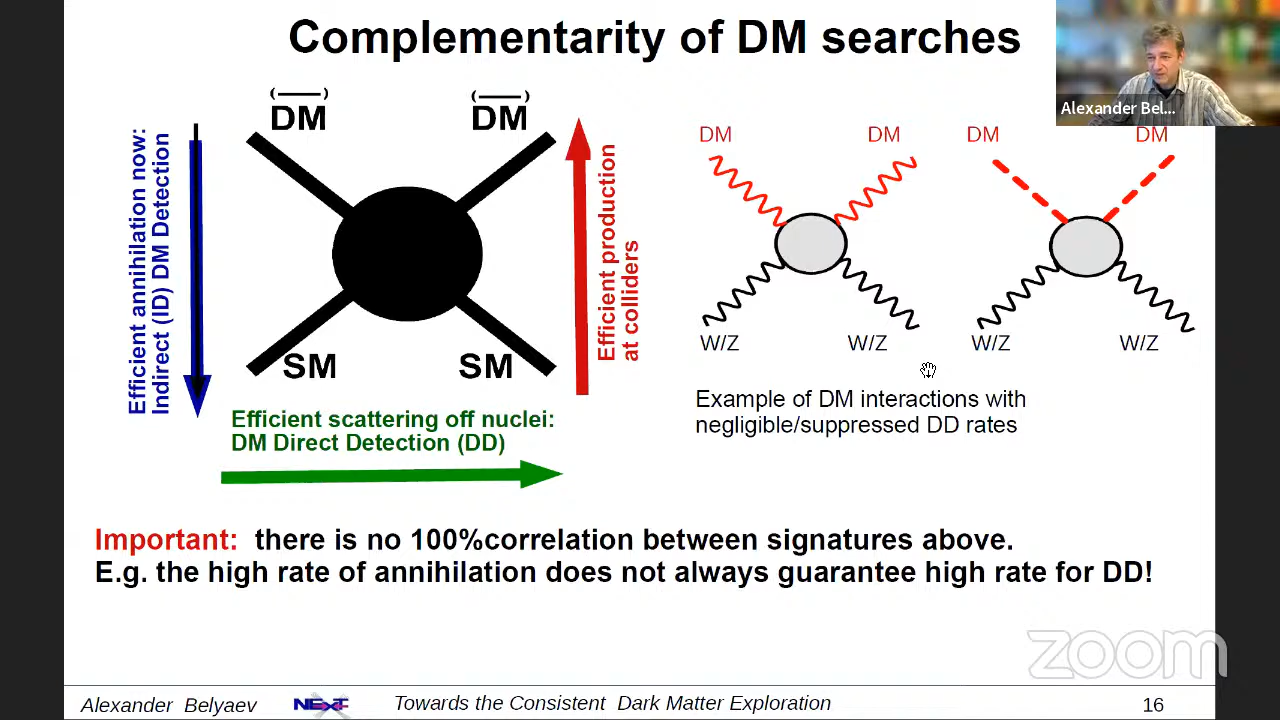 Complementarity of DM searches
Alexander Bel...
(—)
DM
(—)
DM
SM
SM
Efficient annihilation now:
Indirect (ID) DM Detection
Efficient production
at colliders
Efficient scattering off nuclei:
DM Direct Detection (DD)
DM
DM
W/Z
W/Z
DM
DM
W/Z
W/Z
Example of DM interactions with
negligible/suppressed DD rates
Important: there is no 100%correlation between signatures above.
E.g. the high rate of annihilation does not always guarantee high rate for DD!
zoom
Alexander Belyaev
NEXT
Towards the Consistent Dark Matter Exploration
16